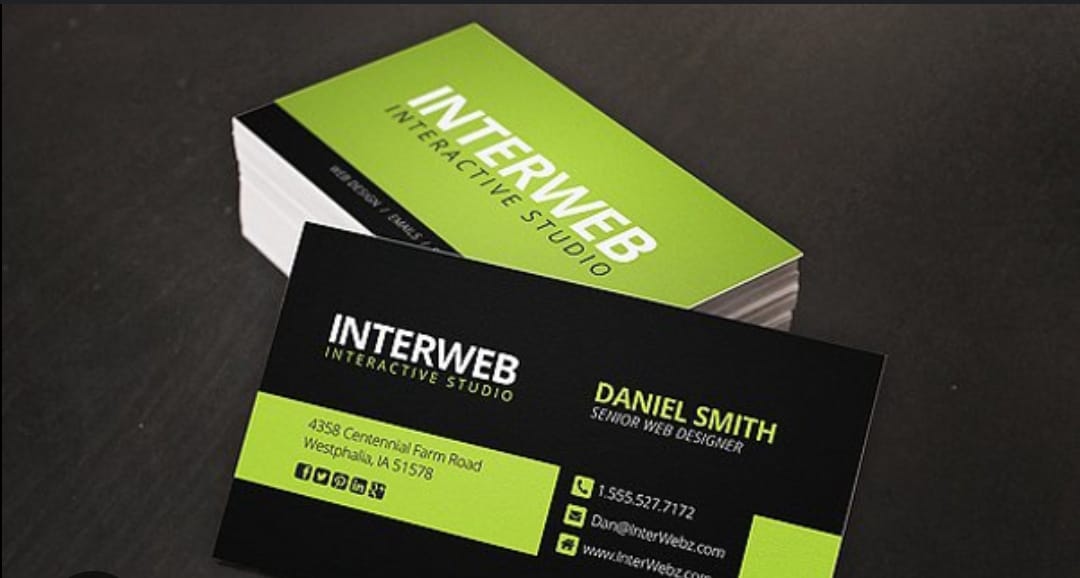 INTERWEB
INTERACTIVE STUDIO
WEB DESIGN / EMAILS /
INTERWEB
INTERACTIVE STUDIO
4358 Centennial Farm Road
Westphalia, IA 51578
DANIEL SMITH
SENIOR WEB DESIGNER
1.555.527.7172
Dan@InterWebz.com
www.InterWebz.com